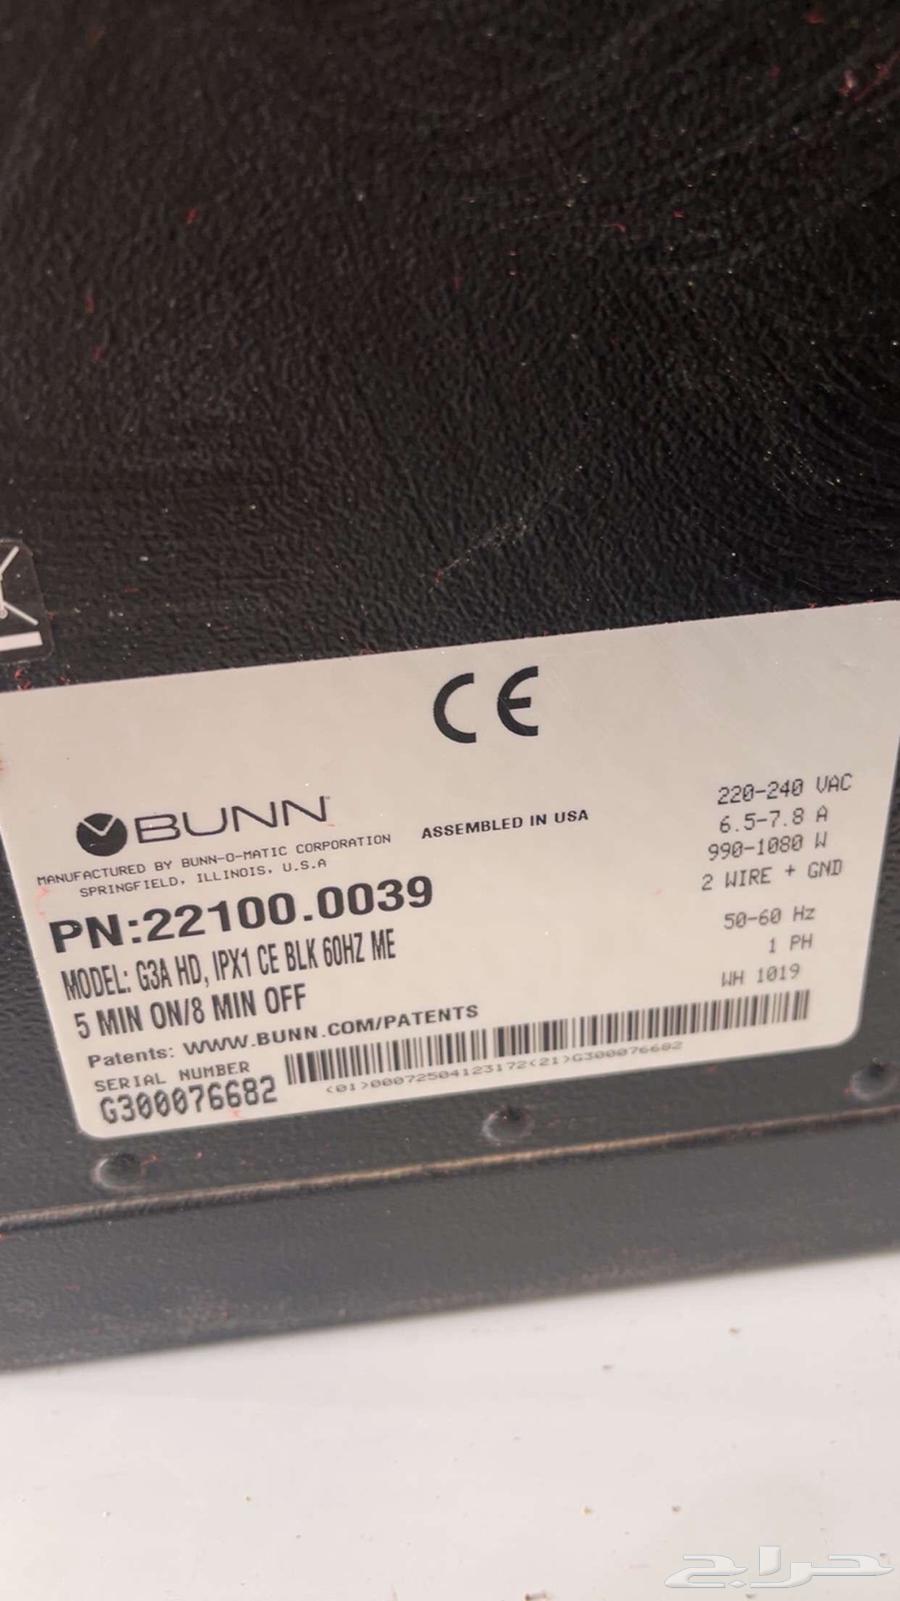 CE
BUNN
MANUFACTURED BY BUNN-O-MATIC CORPORATION
SPRINGFIELD, ILLINOIS, U.S.A
ASSEMBLED IN USA
220-240 VAC
6.5-7.8 A
990-1080 W
2 WIRE + GND
50-60 Hz
1 PH
WH 1019
PN:22100.0039
MODEL: G3A HD, IPX1 CE BLK 60HZ ME
5 MIN ON/8 MIN OFF
Patents: WWW.BUNN.COM/PATENTS
SERIAL NUMBER
G300076682
(01)00072504123172(21)G300076682
حراج